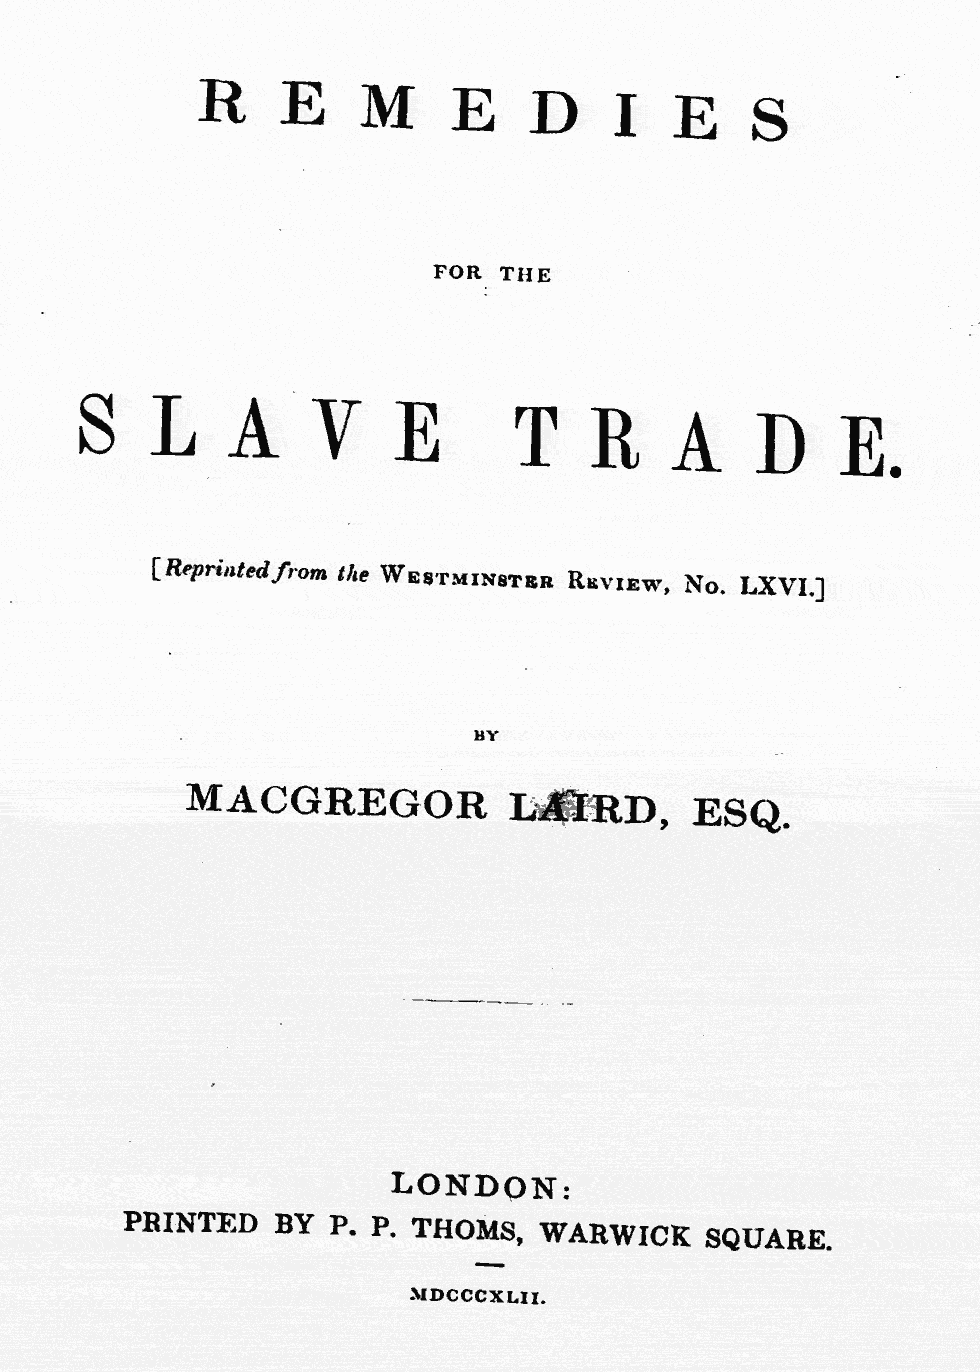 REMEDIES
FOR THE
SLAVE TRADE.
[Reprinted from the WESTMINSTER REVIEW, No. LXVI.]
BY
MACGREGOR LAIRD, ESQ.
LONDON:
PRINTED BY P. P. THOMS, WARWICK SQUARE.
MDCCCXLII.